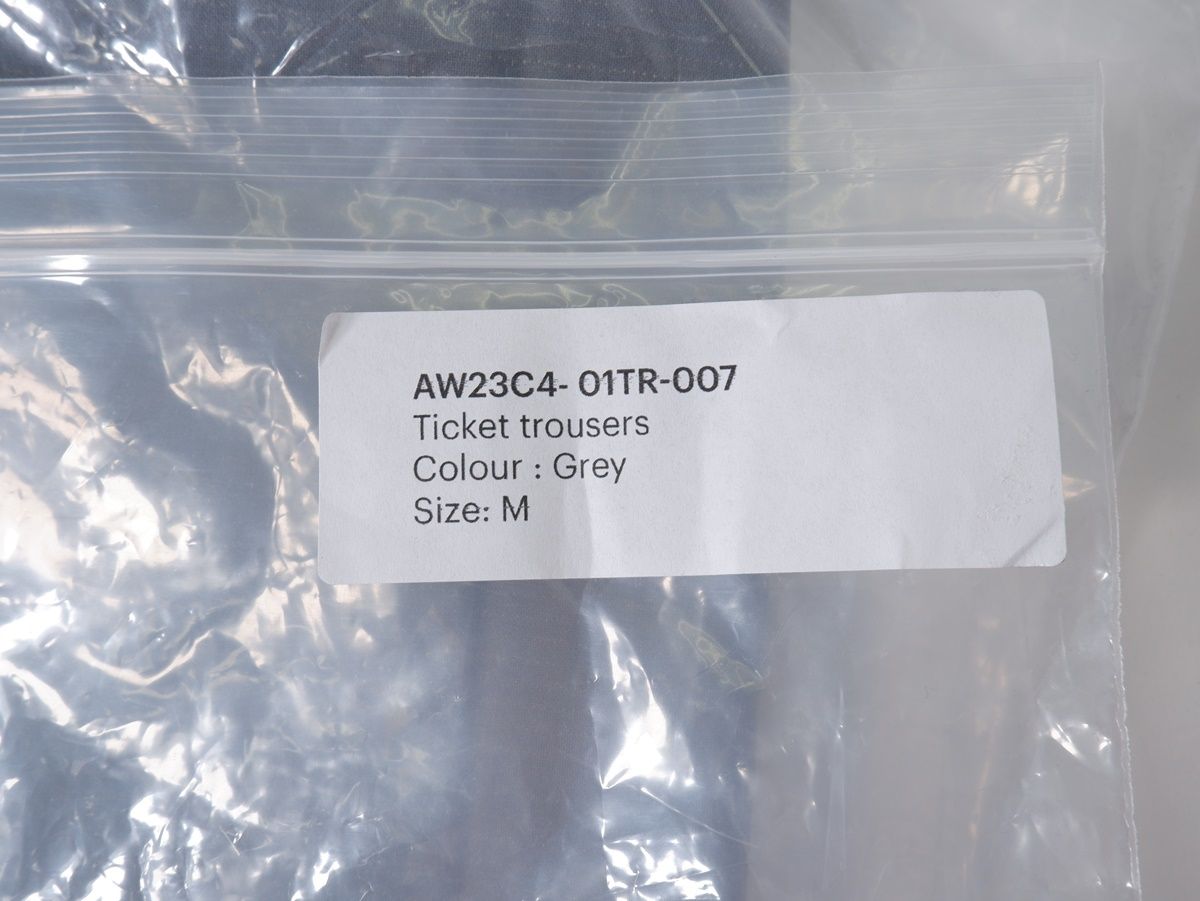 AW23C4- 01TR-007
Ticket trousers
Colour : Grey
Size: M